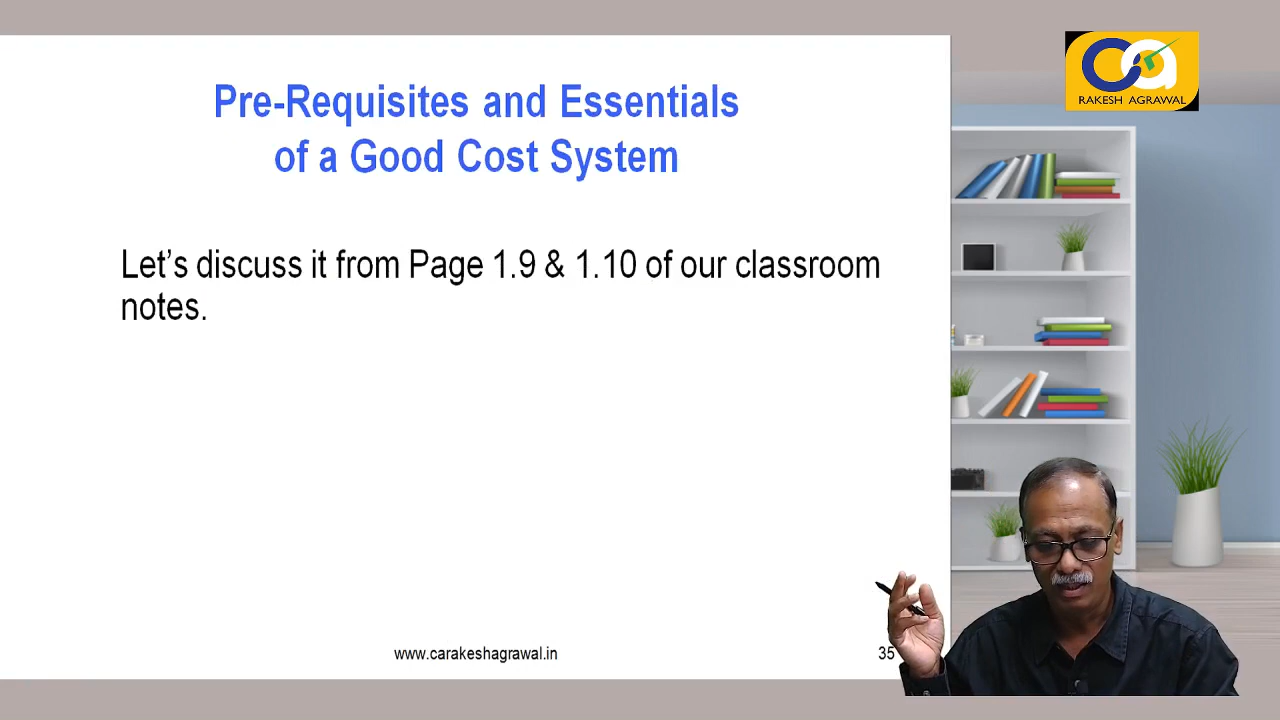 RAKESH AGRAWAL
Pre-Requisites and Essentials
of a Good Cost System
Let’s discuss it from Page 1.9 & 1.10 of our classroom
notes.
www.carakeshagrawal.in
35